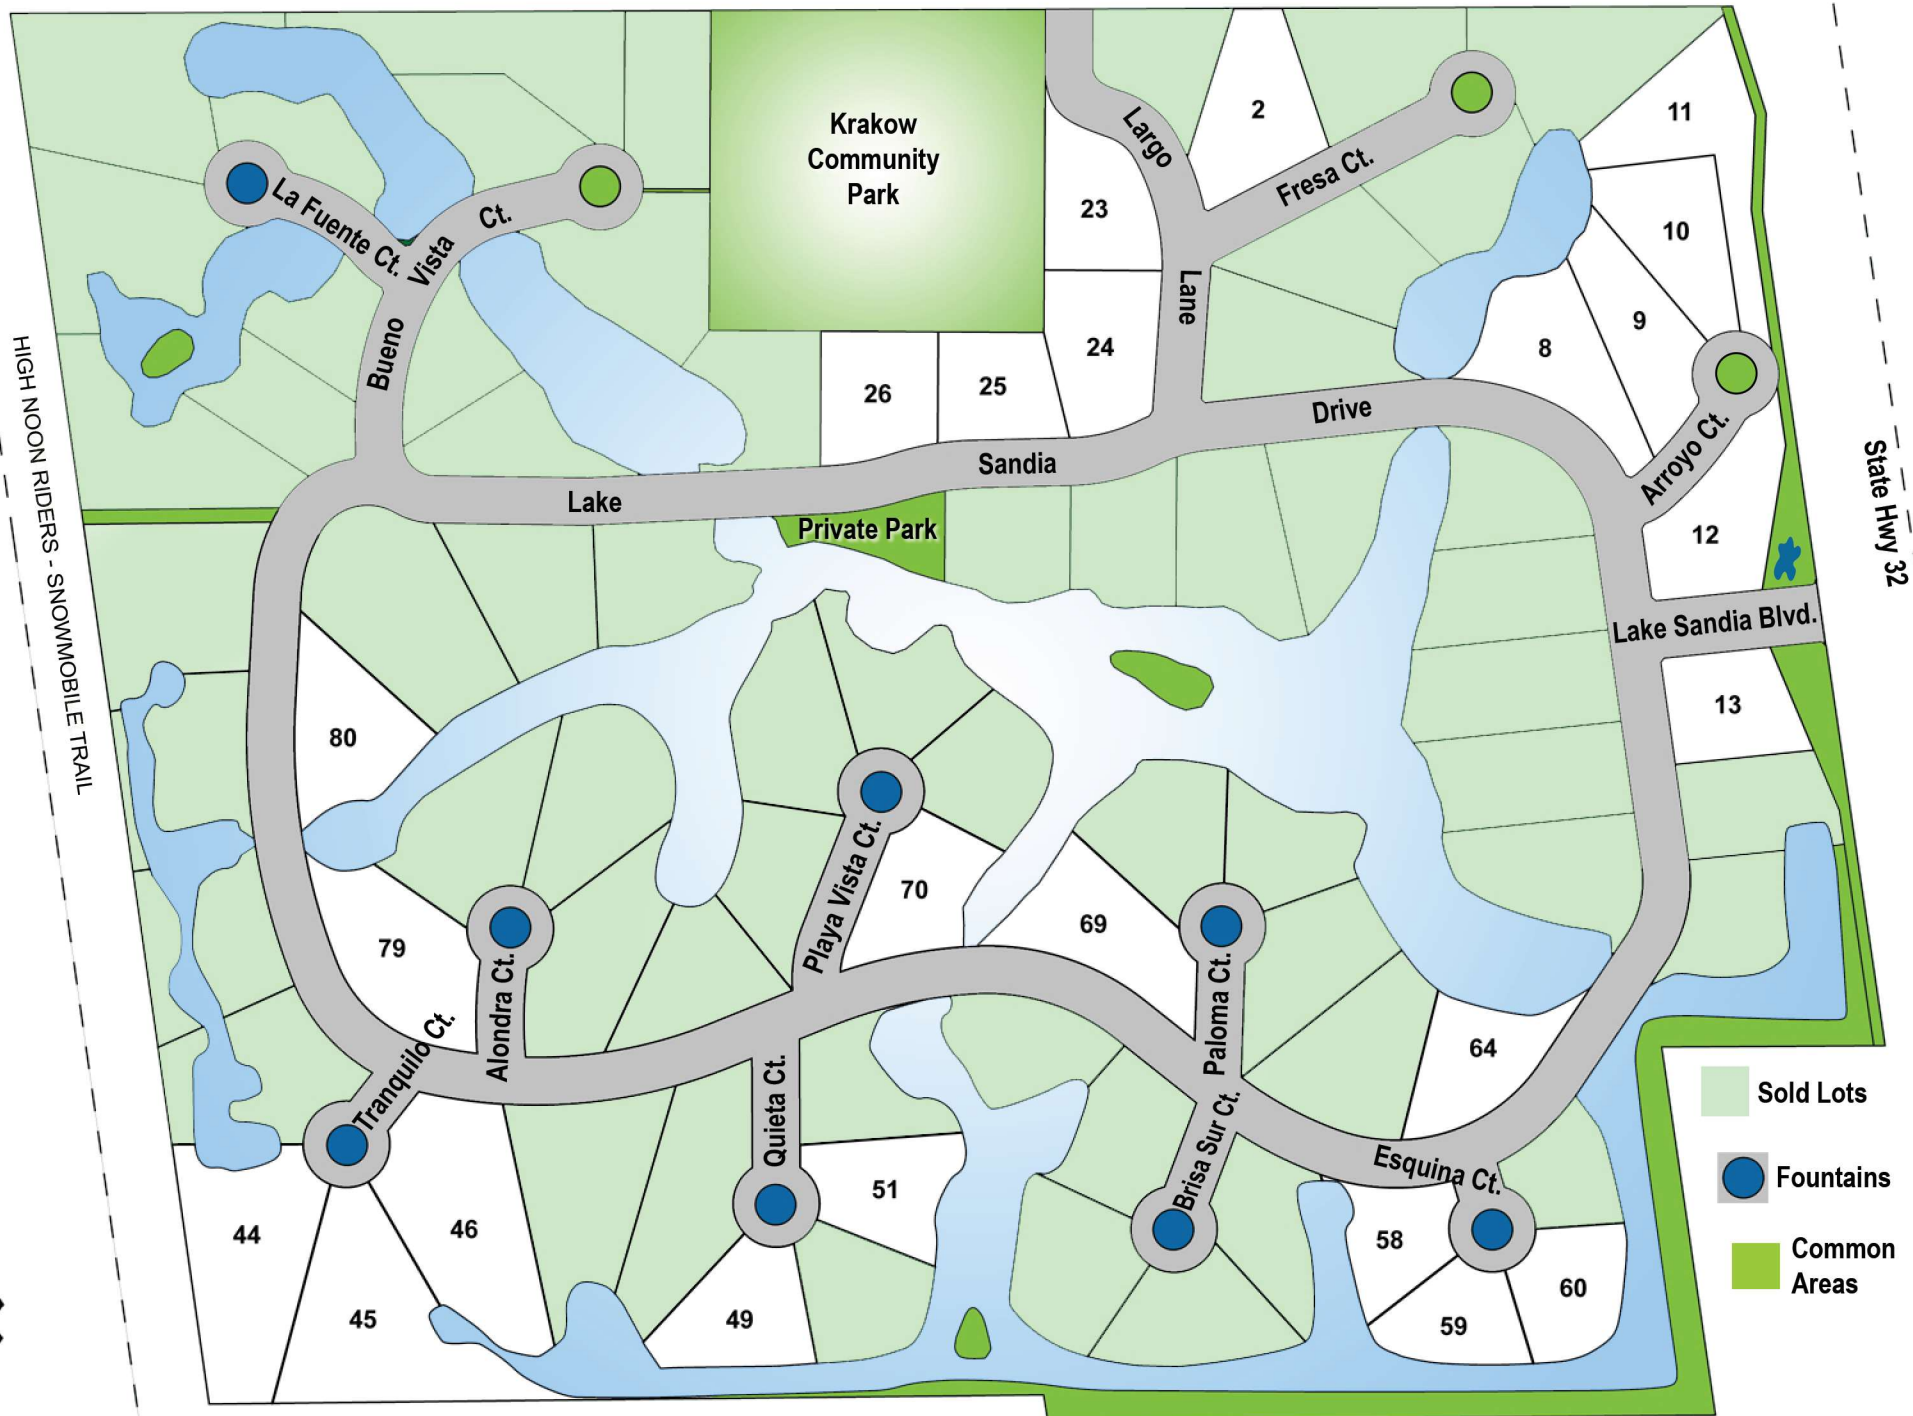 Krakow
Community
Park
Largo
Lane
Fresa Ct.
2
11
10
9
8
23
24
25
26
La Fuente Ct.
Bueno
Vista
Ct.
Lake
Sandia
Drive
Arroyo Ct.
12
State Hwy 32
Private Park
Lake Sandia Blvd.
13
HIGH NOON RIDERS - SNOWMOBILE TRAIL
80
79
Alondra Ct.
Playa Vista Ct.
70
69
Paloma Ct.
64
Tranquilo Ct.
Quieta Ct.
Brisa Sur Ct.
Esquina Ct.
44
45
46
49
51
58
59
60
Sold Lots
Fountains
Common
Areas